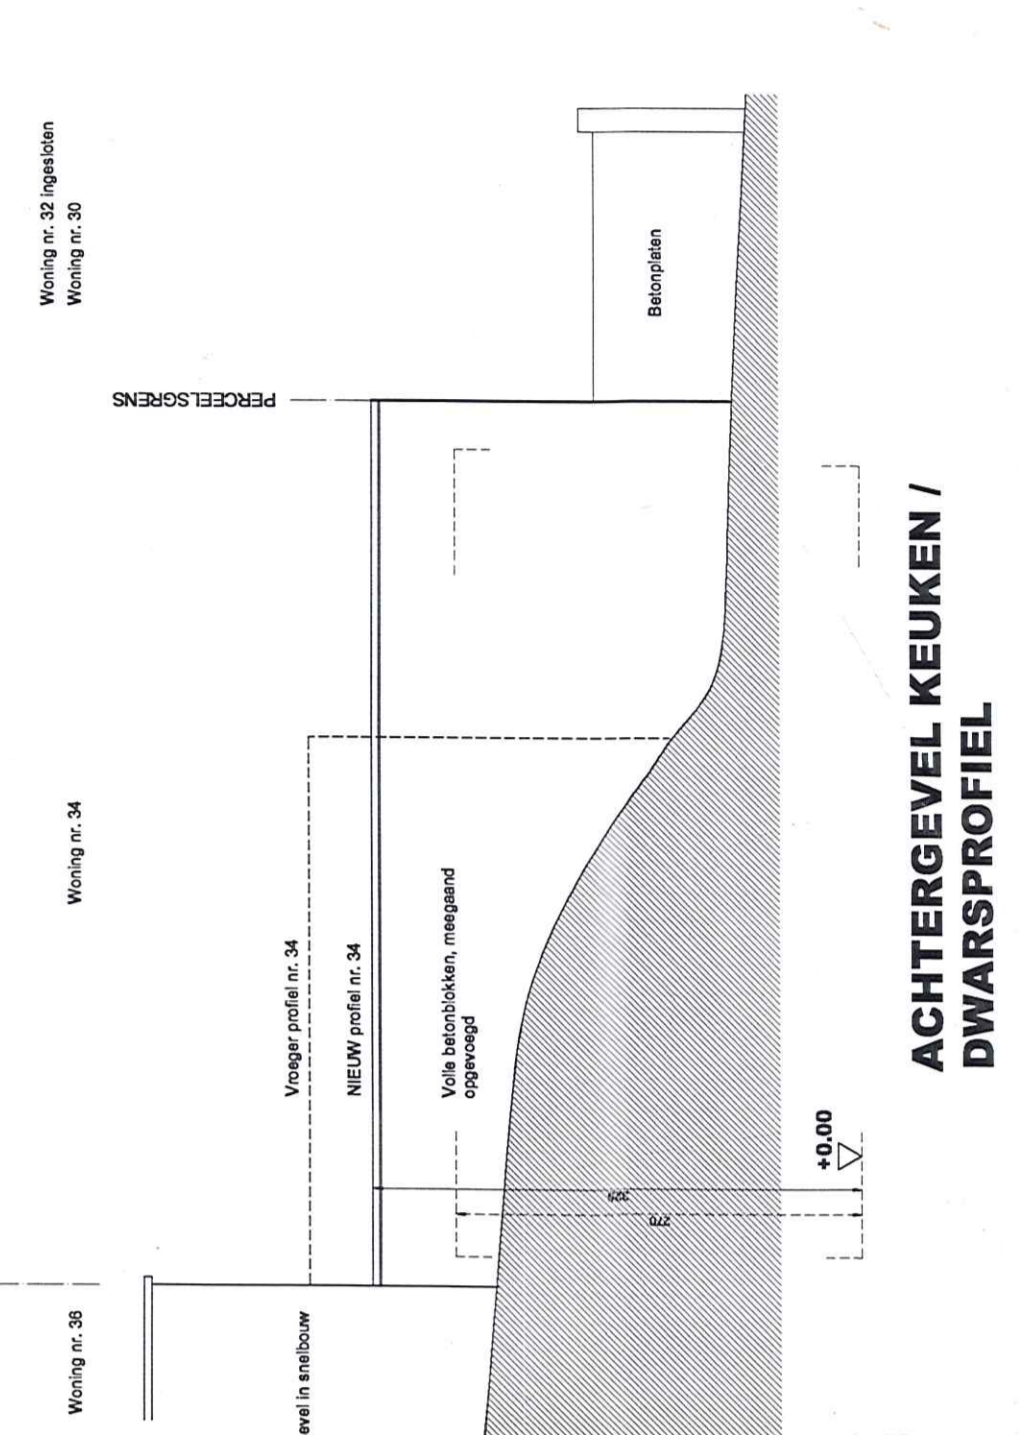 Woning nr. 36
Woning nr. 34
Woning nr. 32 ingesloten
Woning nr. 30
PERCEELSGRENS
evel in snelbouw
Vroeger profiel nr. 34
NIEUW profiel nr. 34
Volle betonblokken, meegaand
opgevoegd
Betonplaten
325
270
+0.00
ACHTERGEVEL KEUKEN /
DWARSPROFIEL